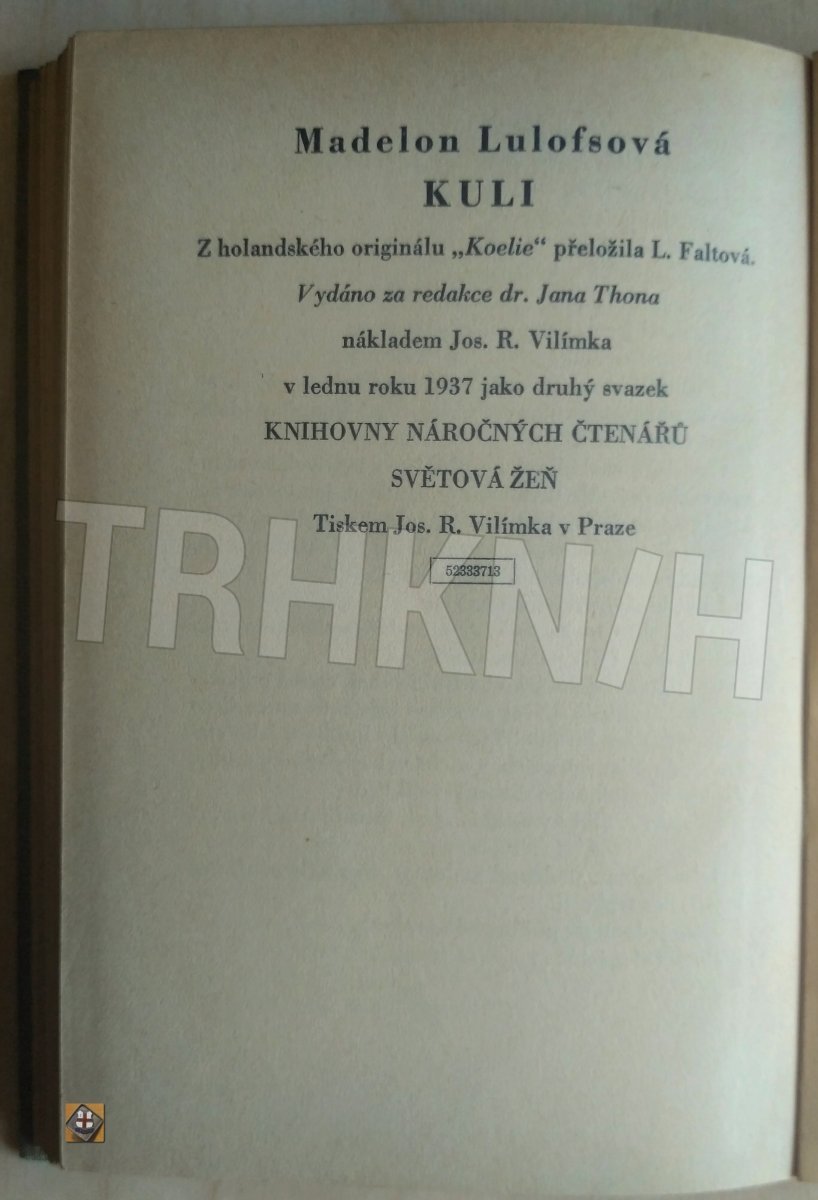 Madelon Lulofsová
KULI
Z holandského originálu „Koelie“ přeložila L. Faltová.
Vydáno za redakce dr. Jana Thona
nákladem Jos. R. Vilímka
v lednu roku 1937 jako druhý svazek
KNIHOVNY NÁROČNÝCH ČTENÁŘŮ
SVĚTOVÁ ŽEŇ
Tiskem Jos. R. Vilímka v Praze
52333713
TRHKN/H